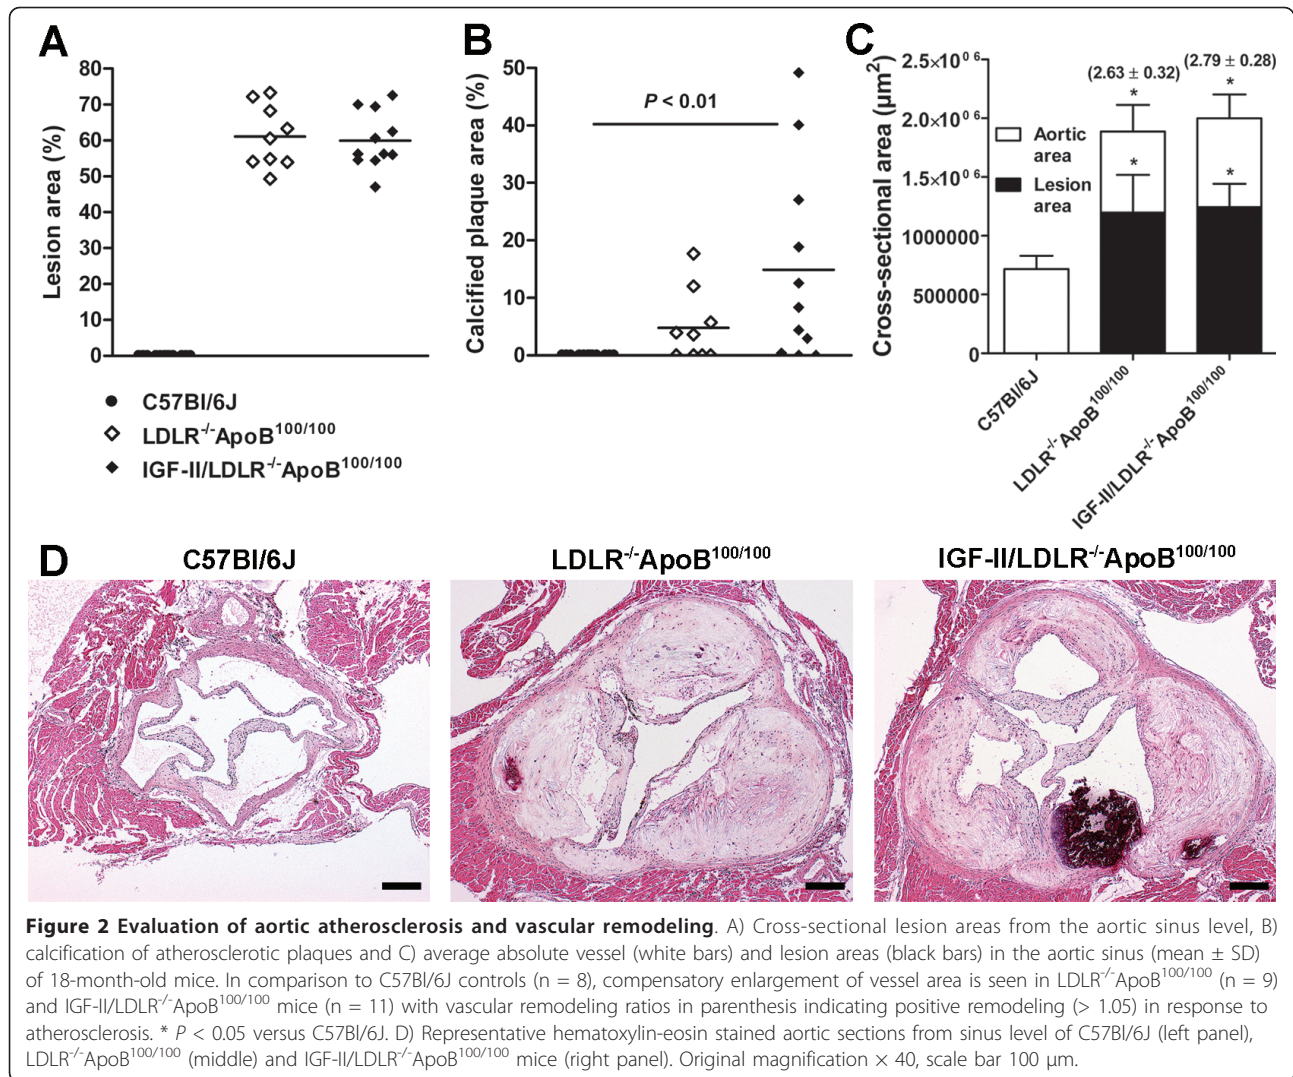 A
Lesion area (%)
80
70
60
50
40
30
20
10
0
B
Calcified plaque area (%)
50
40
30
20
10
0
P < 0.01
C57Bl/6J
LDLR-/-ApoB100/100
IGF-II/LDLR-/-ApoB100/100
C
Cross-sectional area (µm2)
2.5×10 0 6
2.0×10 0 6
1.5×10 0 6
1000000
500000
0
(2.63 ± 0.32)
(2.79 ± 0.28)
*
*
*
*
Aortic
area
Lesion
area
C57Bl/6J
LDLR-/-ApoB100/100
IGF-II/LDLR-/-ApoB100/100
D
C57Bl/6J
LDLR-/-ApoB100/100
IGF-II/LDLR-/-ApoB100/100
Figure 2 Evaluation of aortic atherosclerosis and vascular remodeling. A) Cross-sectional lesion areas from the aortic sinus level, B)
calcification of atherosclerotic plaques and C) average absolute vessel (white bars) and lesion areas (black bars) in the aortic sinus (mean ± SD)
of 18-month-old mice. In comparison to C57Bl/6J controls (n = 8), compensatory enlargement of vessel area is seen in LDLR-/-ApoB100/100 (n = 9)
and IGF-II/LDLR-/-ApoB100/100 mice (n = 11) with vascular remodeling ratios in parenthesis indicating positive remodeling (> 1.05) in response to
atherosclerosis. * P < 0.05 versus C57Bl/6J. D) Representative hematoxylin-eosin stained aortic sections from sinus level of C57Bl/6J (left panel),
LDLR-/-ApoB100/100 (middle) and IGF-II/LDLR-/-ApoB100/100 mice (right panel). Original magnification × 40, scale bar 100 µm.